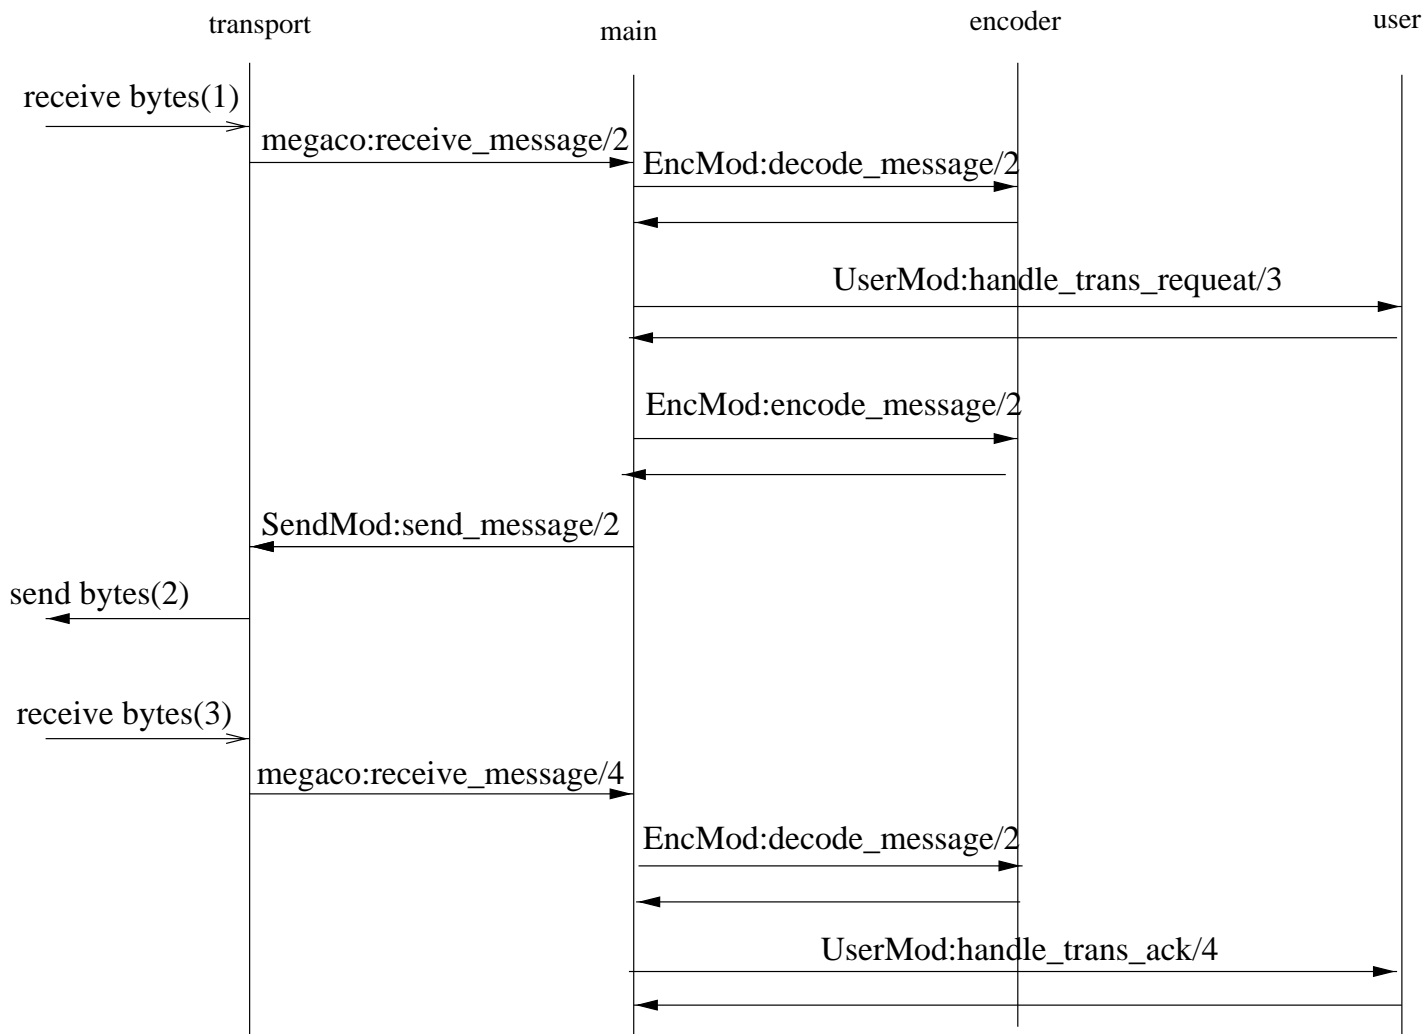 transport
main
encoder
user
receive bytes(1)
megaco:receive_message/2
EncMod:decode_message/2
UserMod:handle_trans_requeat/3
EncMod:encode_message/2
SendMod:send_message/2
send bytes(2)
receive bytes(3)
megaco:receive_message/4
EncMod:decode_message/2
UserMod:handle_trans_ack/4